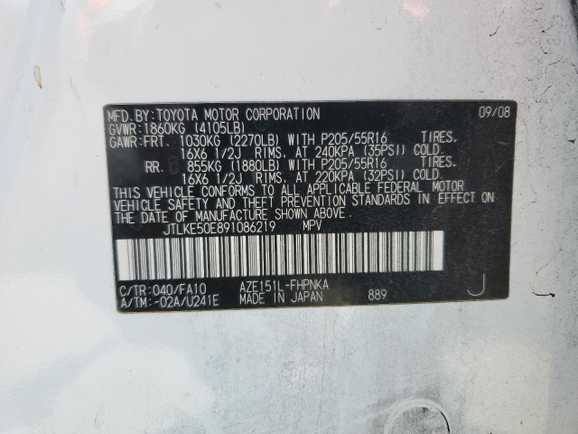 MFD.BY:TOYOTA MOTOR CORPORATION 09/08
GVWR:1860KG (4105LB)
GAWR:FRT. 1030KG (2270LB) WITH P205/55R16 TIRES.
16X6 1/2J RIMS, AT 240KPA (35PSI) COLD.
RR. 855KG (1880LB) WITH P205/55R16 TIRES.
16X6 1/2J RIMS, AT 220KPA (32PSI) COLD.
THIS VEHICLE CONFORMS TO ALL APPLICABLE FEDERAL MOTOR
VEHICLE SAFETY AND THEFT PREVENTION STANDARDS IN EFFECT ON
THE DATE OF MANUFACTURE SHOWN ABOVE.
JTLKE50E891086219 MPV
C/TR:040/FA10 AZE151L-FHPNKA J
A/TM:-02A/U241E MADE IN JAPAN 889